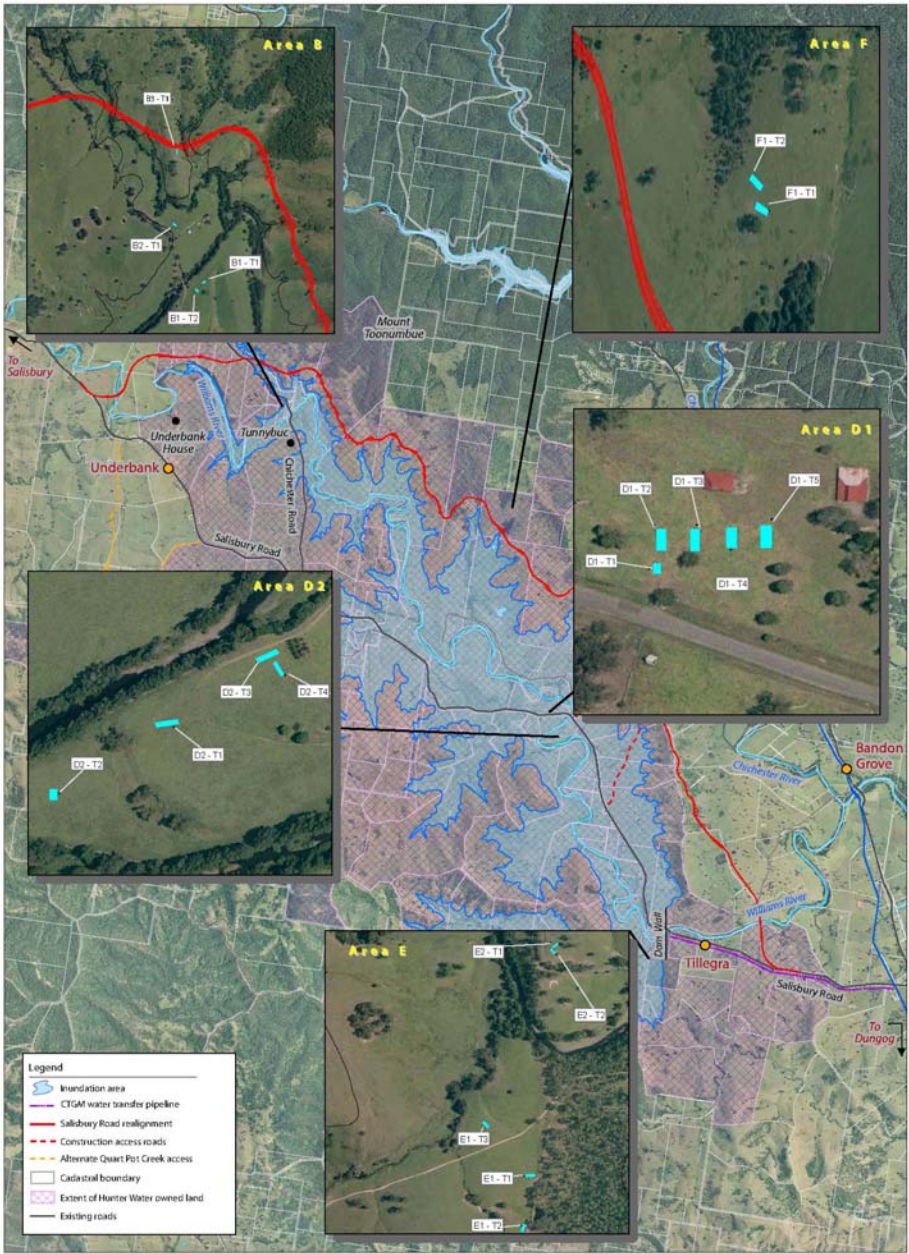 Area B
B3 - T1
B2 - T1
B1 - T1
B1 - T2
Area F
F1 - T2
F1 - T1
Mount
Toonumbue
To
Salisbury
Williams River
Underbank
House
Tunnybuc
Underbank
Chichester Road
Salisbury Road
Area D1
D1 - T2
D1 - T3
D1 - T5
D1 - T1
D1 - T4
Area D2
D2 - T3
D2 - T4
D2 - T1
D2 - T2
Bandon
Grove
Chichester River
Williams River
Dam Wall
Tillegra
Salisbury Road
To
Dungog
Area E
E2 - T1
E2 - T2
E1 - T3
E1 - T1
E1 - T2
Legend
Inundation area
CTGM water transfer pipeline
Salisbury Road realignment
Construction access roads
Alternate Quart Pot Creek access
Cadastral boundary
Extent of Hunter Water owned land
Existing roads